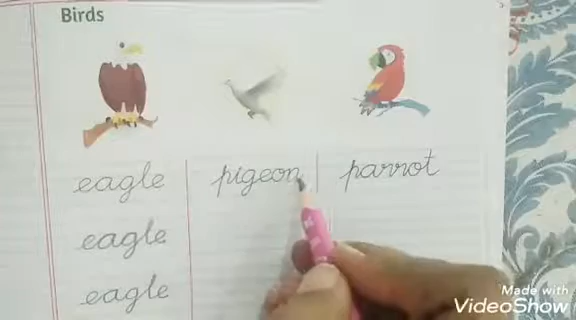 Birds
eagle pigeon parrot
eagle
eagle
Made with
VideoShow